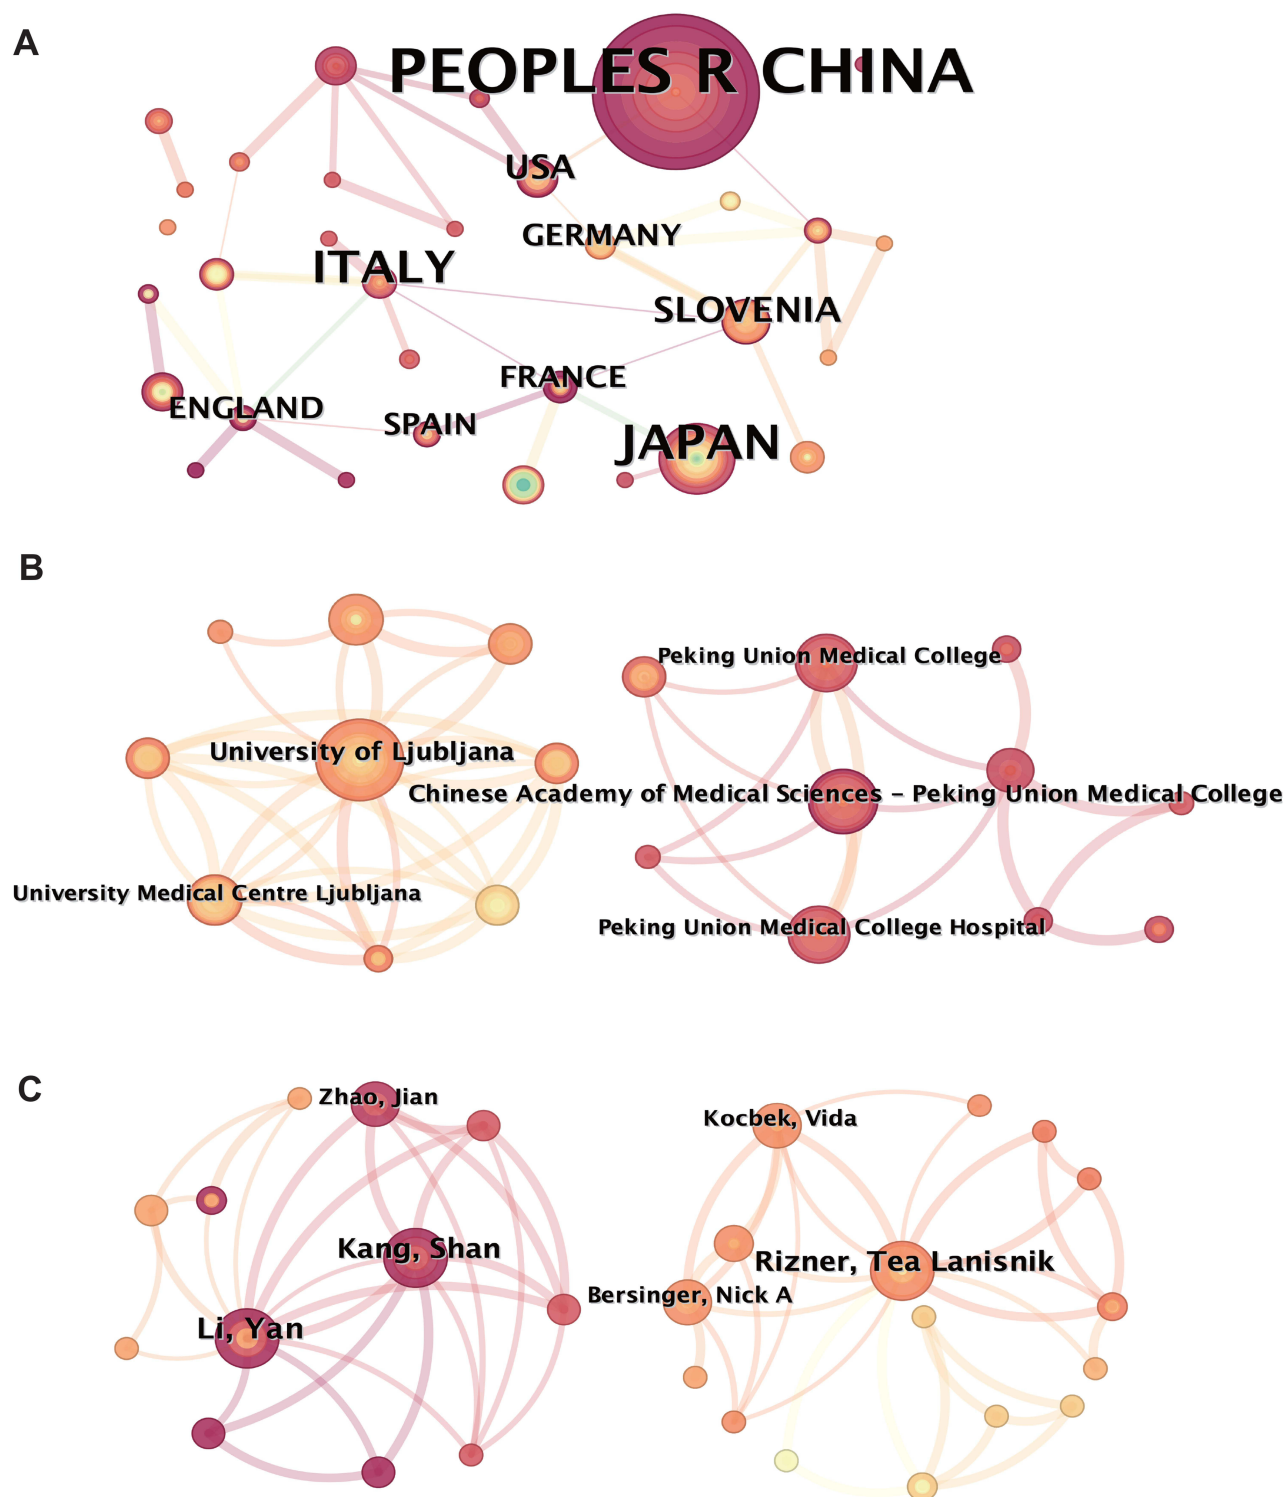 A
PEOPLES R CHINA
USA
GERMANY
ITALY
SLOVENIA
FRANCE
ENGLAND
SPAIN
JAPAN
B
Peking Union Medical College
University of Ljubljana
Chinese Academy of Medical Sciences – Peking Union Medical College
University Medical Centre Ljubljana
Peking Union Medical College Hospital
C
Zhao, Jian
Kocbek, Vida
Kang, Shan
Rizner, Tea Lanisnik
Bersinger, Nick A
Li, Yan